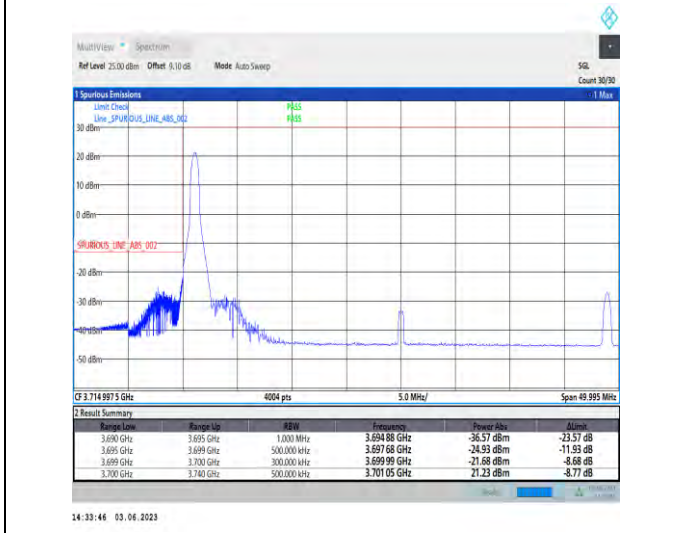 MultiView Spectrum
Ref Level 25.00 dBm Offset 9.10 dB Mode Auto Sweep SGL
Count 30/30
1 Spurious Emissions 1 Max
Limit Check PASS
Line _SPURIOUS_LINE_ABS_002 PASS
30 dBm
20 dBm
10 dBm
0 dBm
_SPURIOUS_LINE_ABS_002
-20 dBm
-30 dBm
-40 dBm
-50 dBm
CF 3.714 997 5 GHz 4004 pts 5.0 MHz/ Span 49.995 MHz
2 Result Summary
Range Low Range Up RBW Frequency Power Abs ΔLimit
3.690 GHz 3.695 GHz 1.000 MHz 3.694 88 GHz -36.57 dBm -23.57 dB
3.695 GHz 3.699 GHz 500.000 kHz 3.697 68 GHz -24.93 dBm -11.93 dB
3.699 GHz 3.700 GHz 300.000 kHz 3.699 99 GHz -21.68 dBm -8.68 dB
3.700 GHz 3.740 GHz 500.000 kHz 3.701 05 GHz 21.23 dBm -8.77 dB
14:33:46 03.06.2023